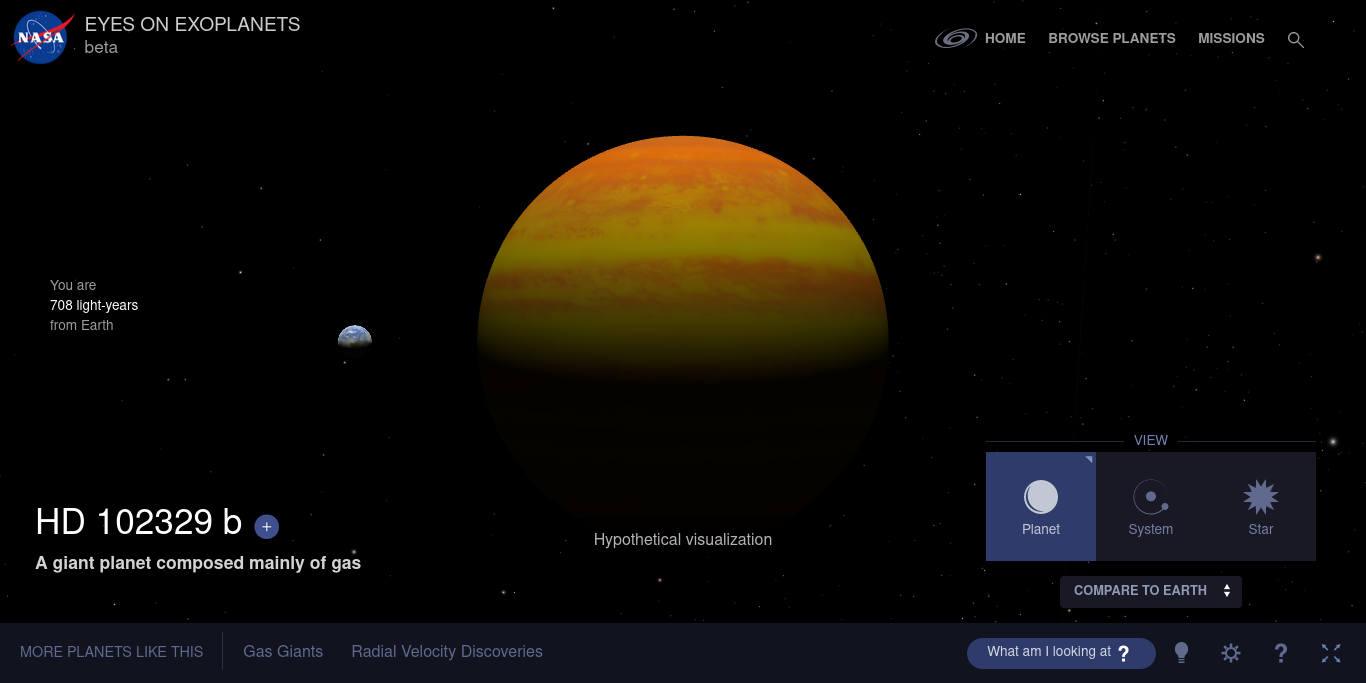 NASA
EYES ON EXOPLANETS
beta
HOME
BROWSE PLANETS
MISSIONS
You are
708 light-years
from Earth
HD 102329 b +
A giant planet composed mainly of gas
Hypothetical visualization
VIEW
Planet
System
Star
COMPARE TO EARTH
MORE PLANETS LIKE THIS
Gas Giants
Radial Velocity Discoveries
What am I looking at ?
?